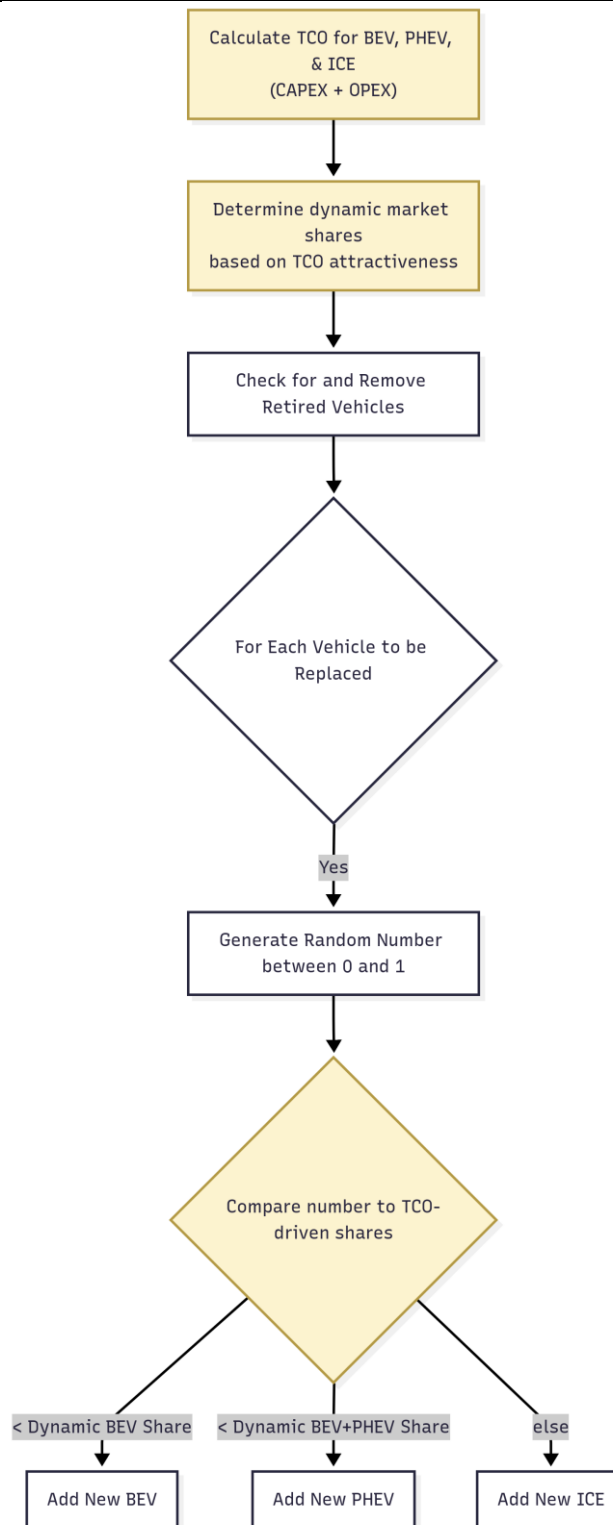 Calculate TCO for BEV, PHEV,
& ICE
(CAPEX + OPEX)
Determine dynamic market
shares
based on TCO attractiveness
Check for and Remove
Retired Vehicles
For Each Vehicle to be
Replaced
Yes
Generate Random Number
between 0 and 1
Compare number to TCO-
driven shares
< Dynamic BEV Share
< Dynamic BEV+PHEV Share
else
Add New BEV
Add New PHEV
Add New ICE